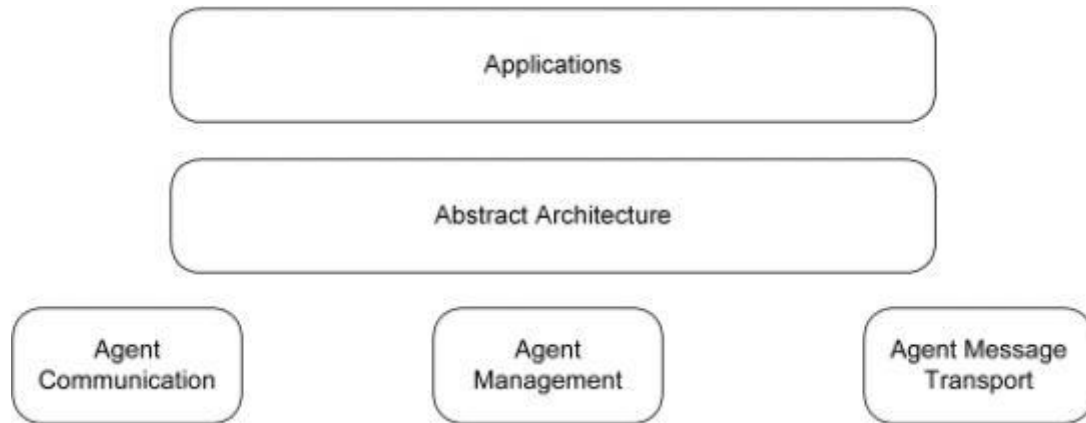 Applications
Abstract Architecture
Agent
Communication
Agent
Management
Agent Message
Transport